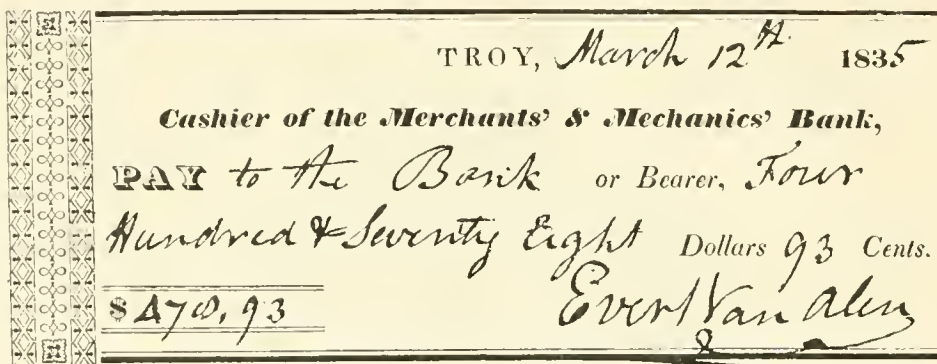 TROY, March 12th 1835
Cashier of the Merchants' & Mechanics' Bank,
PAY to the Bank or Bearer, Four
Hundred & Seventy Eight Dollars 93 Cents.
$ 478,93 Evert Van Alen